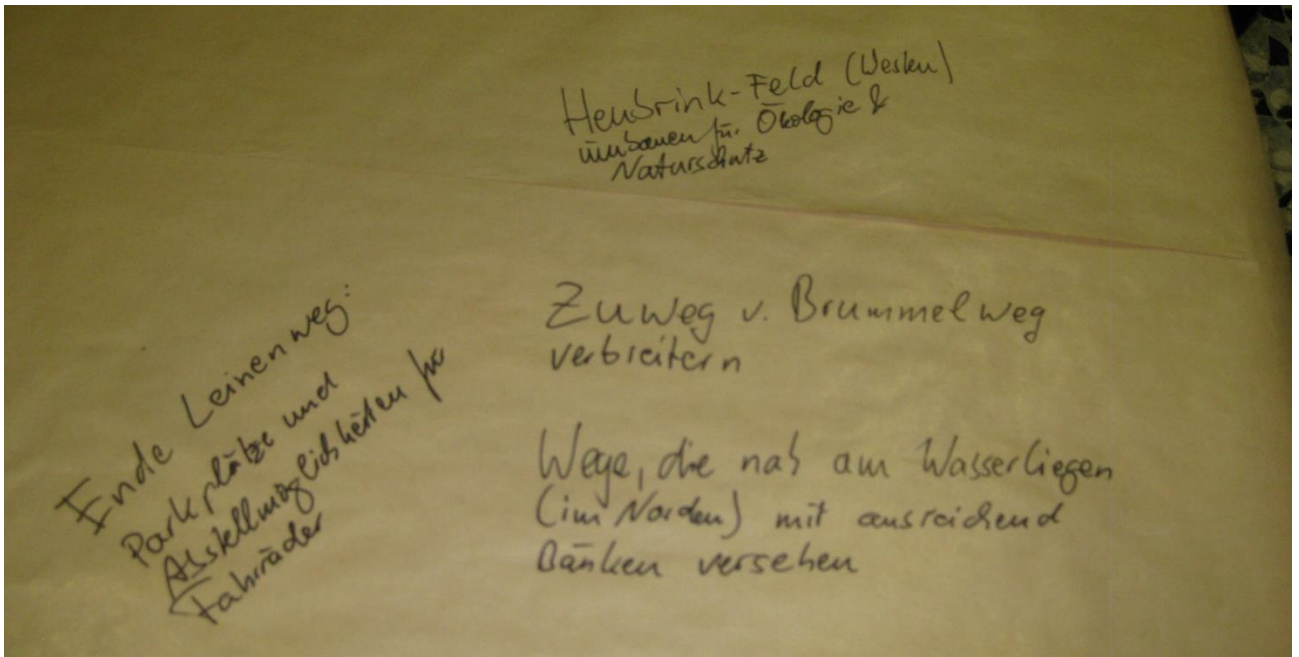 Heubrink-Feld (Westen)
umbauen für Ökologie &
Naturschutz
Zuweg v. Brummelweg
verbreitern
Wege, die nah am Wasser liegen
(im Norden) mit ausreichend
Bänken versehen
Ende Leinenweg:
Parkplätze und
Abstellmöglichkeiten für
Fahrräder